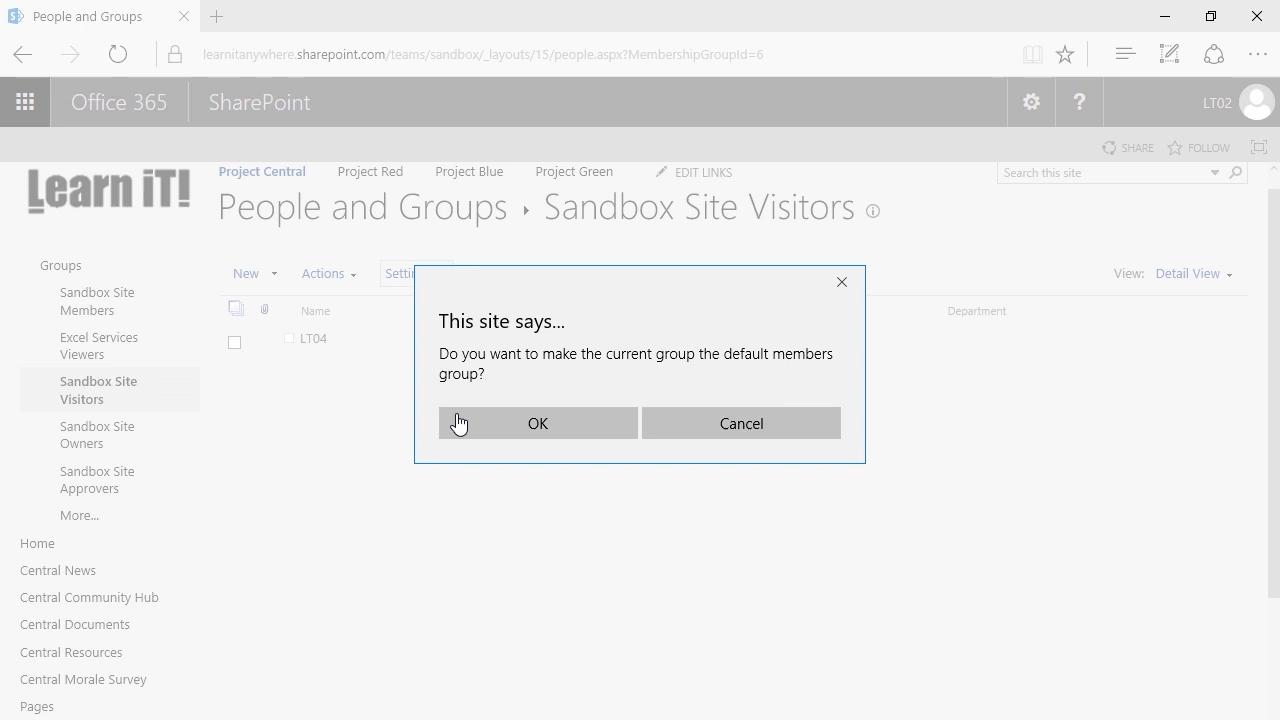 People and Groups
learnitanywhere.sharepoint.com/teams/sandbox/_layouts/15/people.aspx?MembershipGroupId=6
Office 365
SharePoint
?
LT02
SHARE
FOLLOW
Learn iT!
Project Central
Project Red
Project Blue
Project Green
EDIT LINKS
Search this site
People and Groups ▸ Sandbox Site Visitors
Groups
Sandbox Site
Members
Excel Services
Viewers
Sandbox Site
Visitors
Sandbox Site
Owners
Sandbox Site
Approvers
More...
Home
Central News
Central Community Hub
Central Documents
Central Resources
Central Morale Survey
Pages
New
Actions
Setti
View:
Detail View
Name
Department
LT04
This site says...
Do you want to make the current group the default members
group?
OK
Cancel